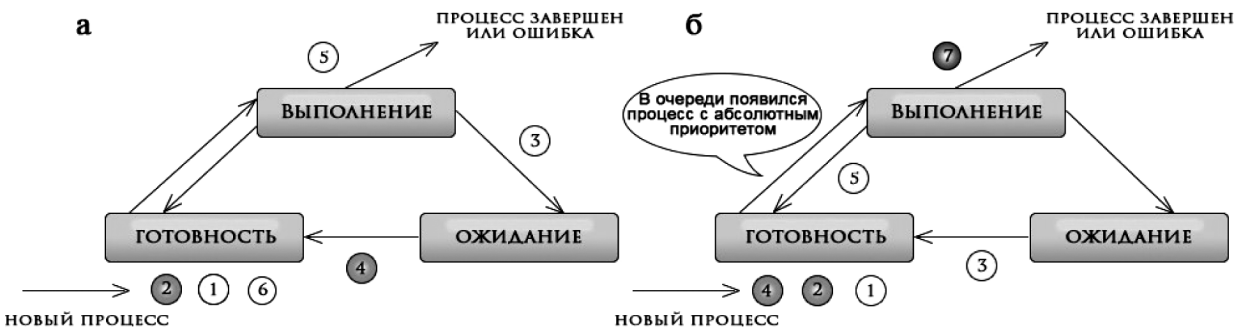 а
ПРОЦЕСС ЗАВЕРШЕН
ИЛИ ОШИБКА
5
ВЫПОЛНЕНИЕ
3
ГОТОВНОСТЬ
ОЖИДАНИЕ
4
2 1 6
НОВЫЙ ПРОЦЕСС
б
ПРОЦЕСС ЗАВЕРШЕН
ИЛИ ОШИБКА
7
В очереди появился
процесс с абсолютным
приоритетом
ВЫПОЛНЕНИЕ
5
ГОТОВНОСТЬ
ОЖИДАНИЕ
3
4 2 1
НОВЫЙ ПРОЦЕСС